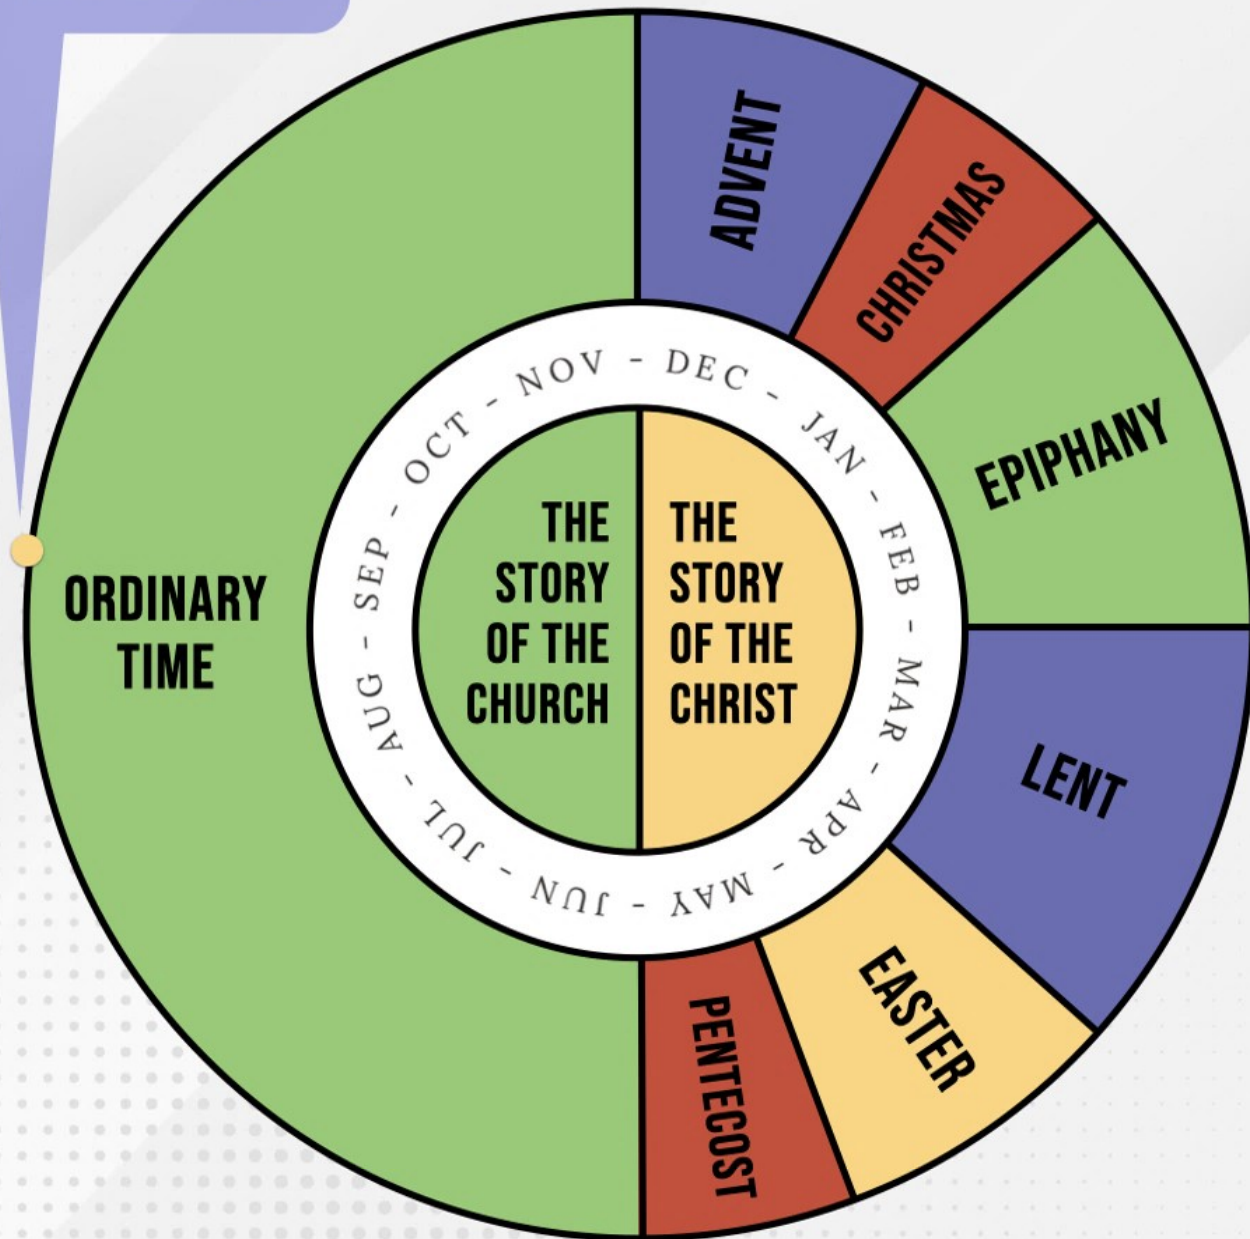 ADVENT
CHRISTMAS
EPIPHANY
LENT
EASTER
PENTECOST
ORDINARY
TIME
DEC - JAN - FEB - MAR - APR - MAY - JUN - JUL - AUG - SEP - OCT - NOV -
THE
STORY
OF THE
CHURCH
THE
STORY
OF THE
CHRIST